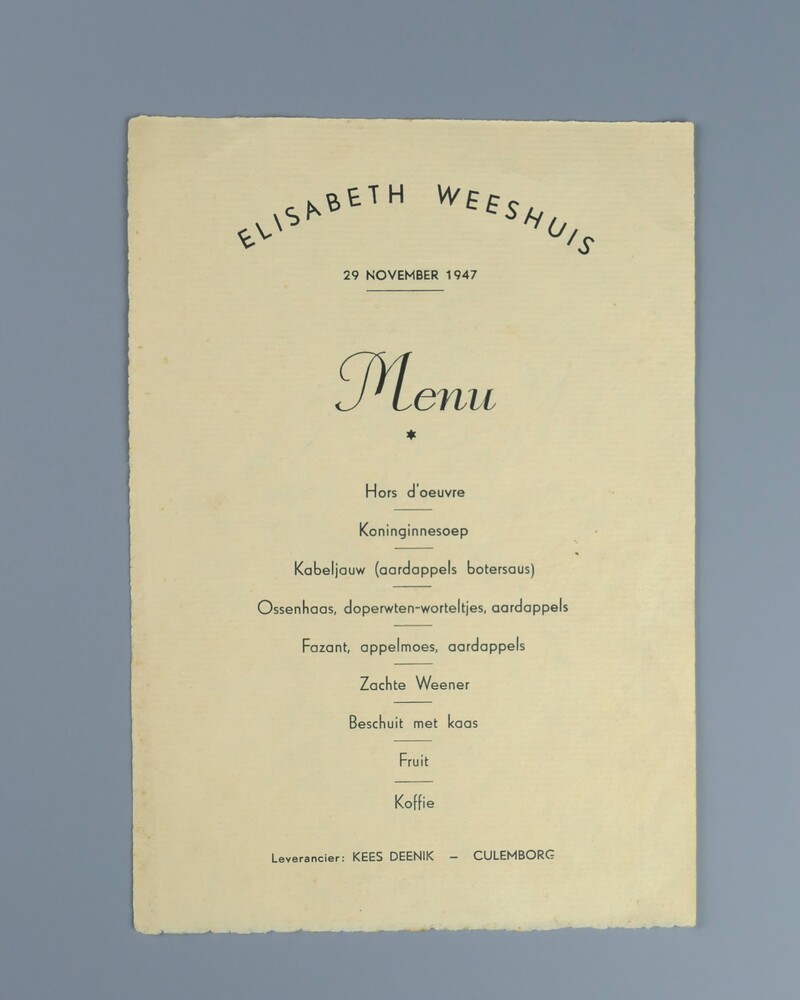 ELISABETH WEESHUIS
29 NOVEMBER 1947
Menu
Hors d'oeuvre
Koninginnesoep
Kabeljauw (aardappels botersaus)
Ossenhaas, doperwten-worteltjes, aardappels
Fazant, appelmoes, aardappels
Zachte Weener
Beschuit met kaas
Fruit
Koffie
Leverancier: KEES DEENIK – CULEMBORG